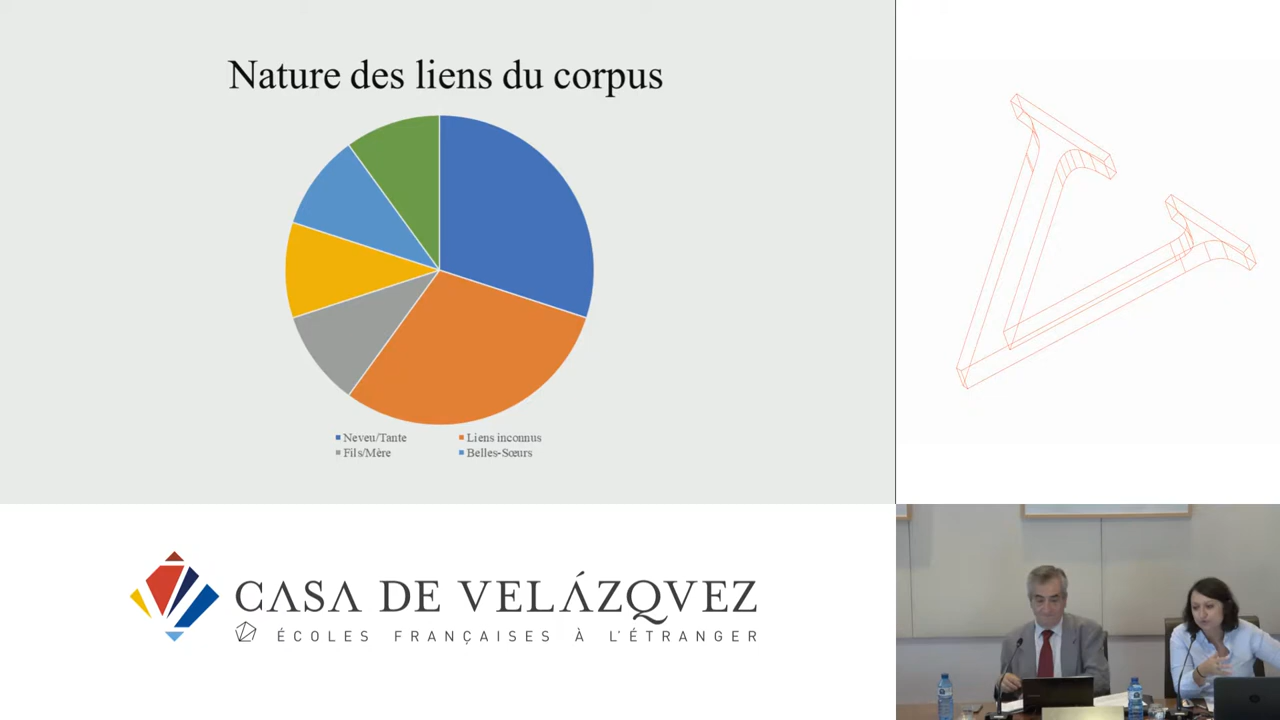 Nature des liens du corpus
Neveu/Tante
Liens inconnus
Fils/Mère
Belles-Sœurs
CASA DE VELÁZQVEZ
ÉCOLES FRANÇAISES À L'ÉTRANGER